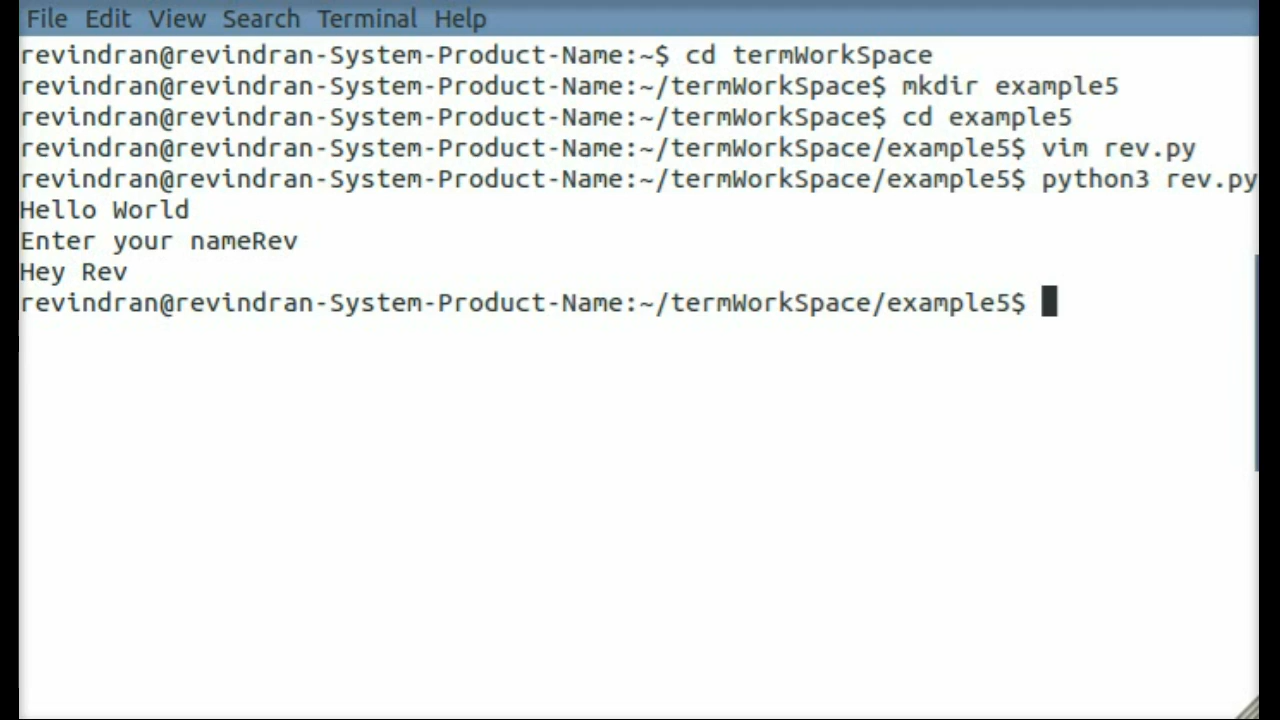 File Edit View Search Terminal Help
revindran@revindran-System-Product-Name:~$ cd termWorkSpace
revindran@revindran-System-Product-Name:~/termWorkSpace$ mkdir example5
revindran@revindran-System-Product-Name:~/termWorkSpace$ cd example5
revindran@revindran-System-Product-Name:~/termWorkSpace/example5$ vim rev.py
revindran@revindran-System-Product-Name:~/termWorkSpace/example5$ python3 rev.py
Hello World
Enter your nameRev
Hey Rev
revindran@revindran-System-Product-Name:~/termWorkSpace/example5$